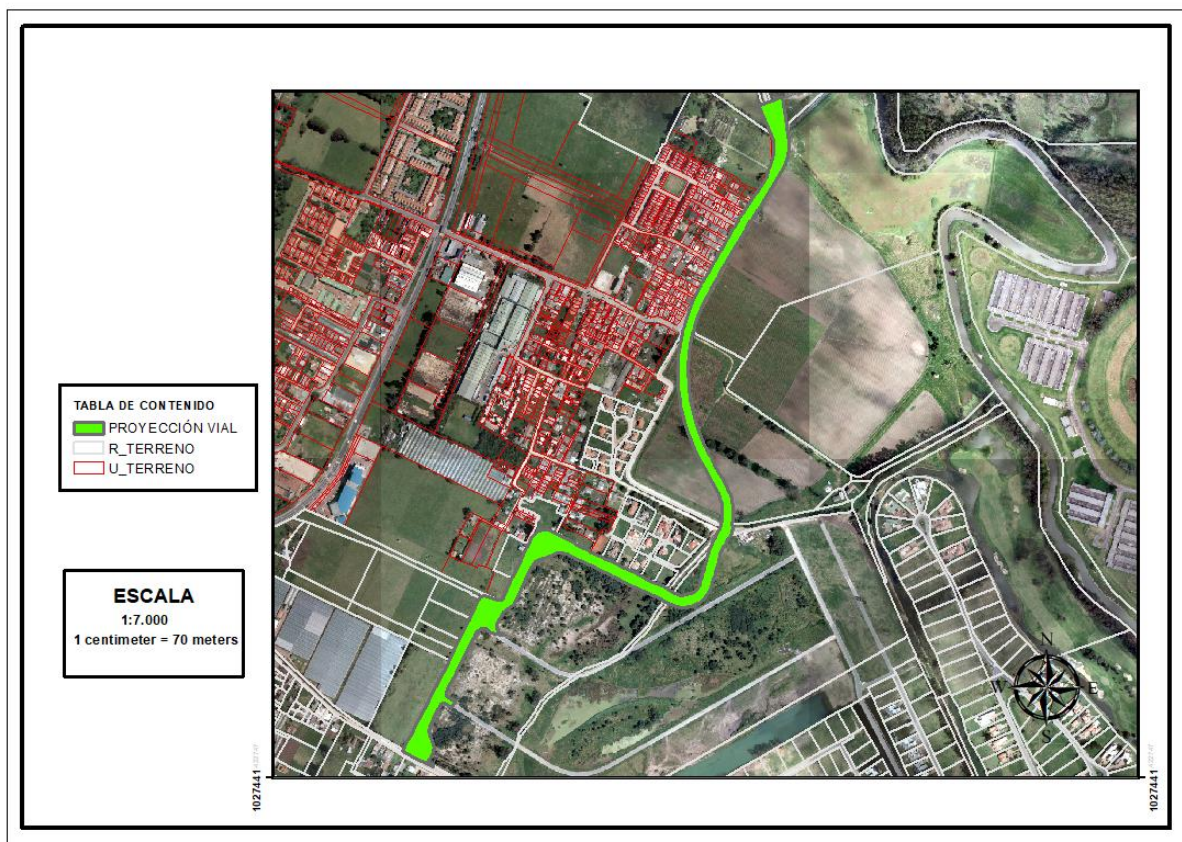 TABLA DE CONTENIDO
PROYECCIÓN VIAL
R_TERRENO
U_TERRENO
ESCALA
1:7.000
1 centimeter = 70 meters
N
W
E
S
1027441
1027441